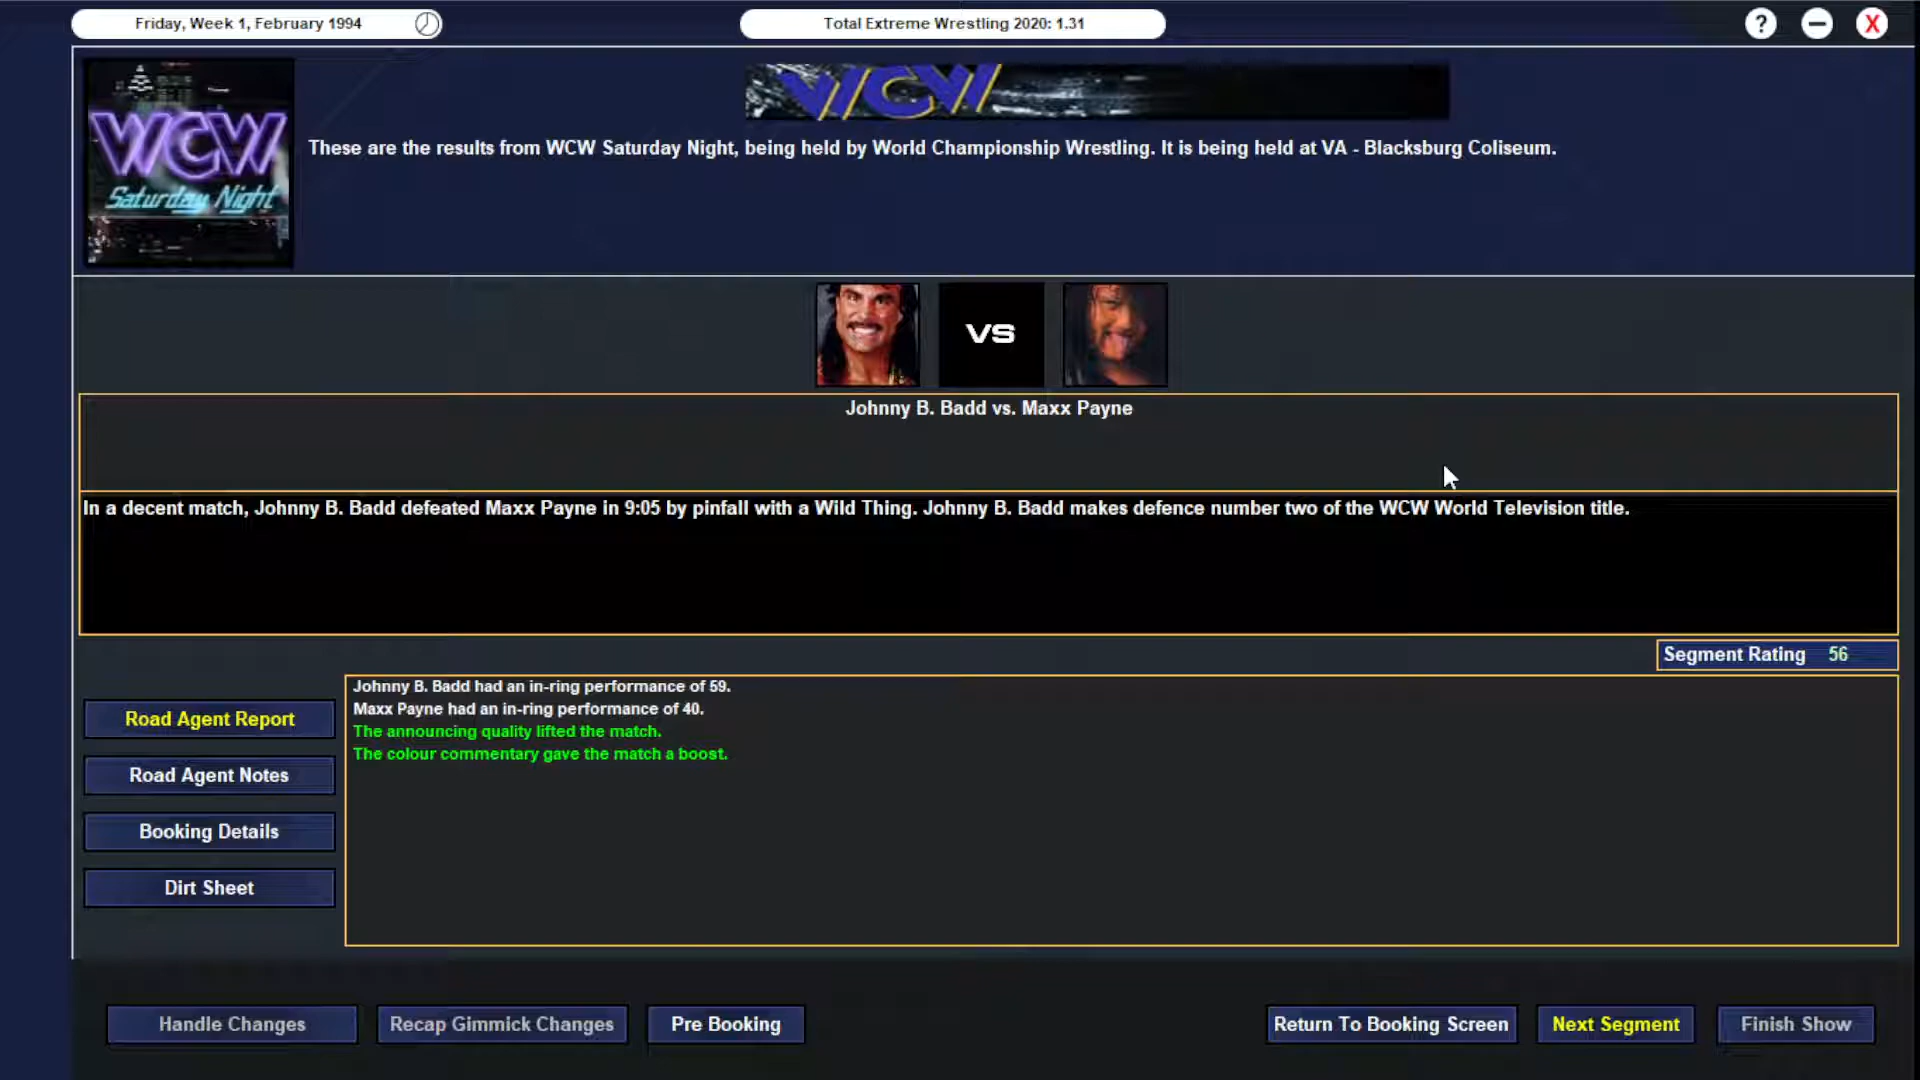 Friday, Week 1, February 1994
Total Extreme Wrestling 2020: 1.31
? X
WCW
WCW
Saturday Night
These are the results from WCW Saturday Night, being held by World Championship Wrestling. It is being held at VA - Blacksburg Coliseum.
VS
Johnny B. Badd vs. Maxx Payne
In a decent match, Johnny B. Badd defeated Maxx Payne in 9:05 by pinfall with a Wild Thing. Johnny B. Badd makes defence number two of the WCW World Television title.
Segment Rating 56
Road Agent Report
Road Agent Notes
Booking Details
Dirt Sheet
Johnny B. Badd had an in-ring performance of 59.
Maxx Payne had an in-ring performance of 40.
The announcing quality lifted the match.
The colour commentary gave the match a boost.
Handle Changes
Recap Gimmick Changes
Pre Booking
Return To Booking Screen
Next Segment
Finish Show